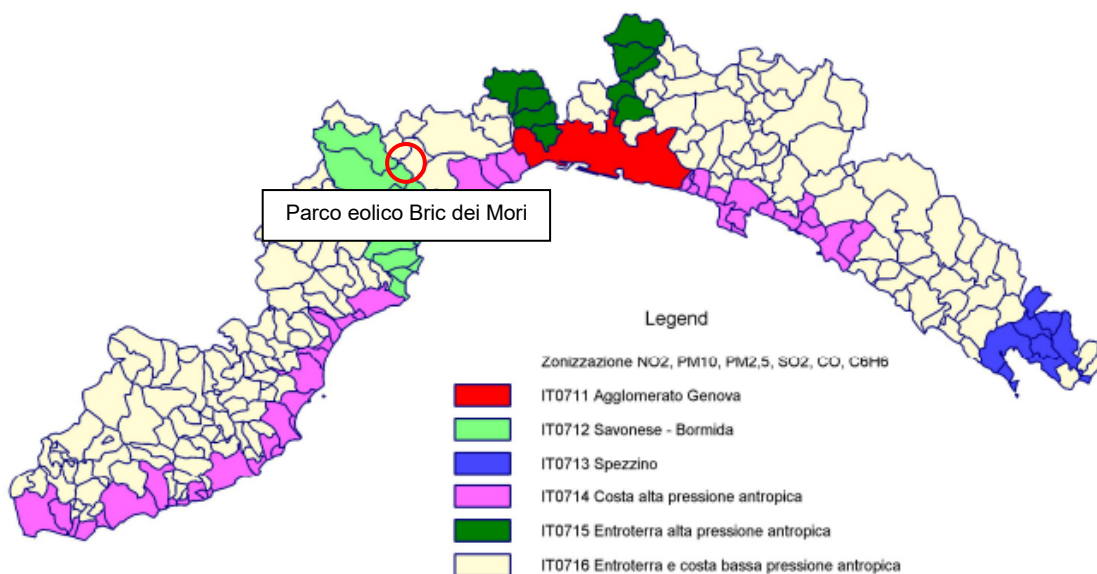 Parco eolico Bric dei Mori
Legend
Zonizzazione NO2, PM10, PM2,5, SO2, CO, C6H6
IT0711 Agglomerato Genova
IT0712 Savonese - Bormida
IT0713 Spezzino
IT0714 Costa alta pressione antropica
IT0715 Entroterra alta pressione antropica
IT0716 Entroterra e costa bassa pressione antropica